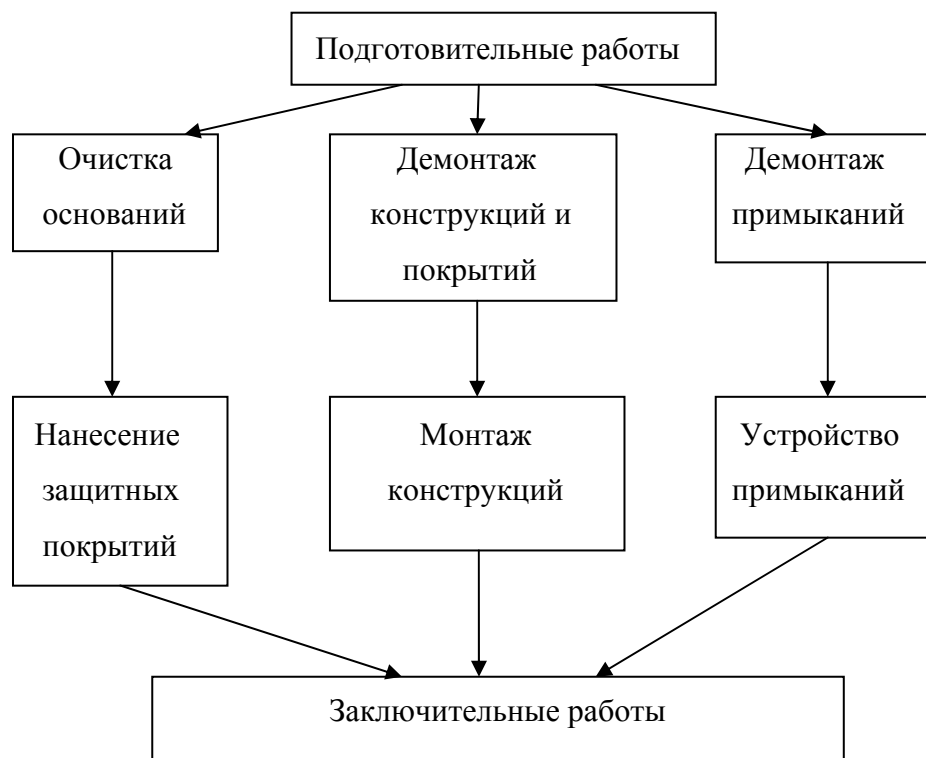 Подготовительные работы
Очистка
оснований
Демонтаж
конструкций и
покрытий
Демонтаж
примыканий
Нанесение
защитных
покрытий
Монтаж
конструкций
Устройство
примыканий
Заключительные работы